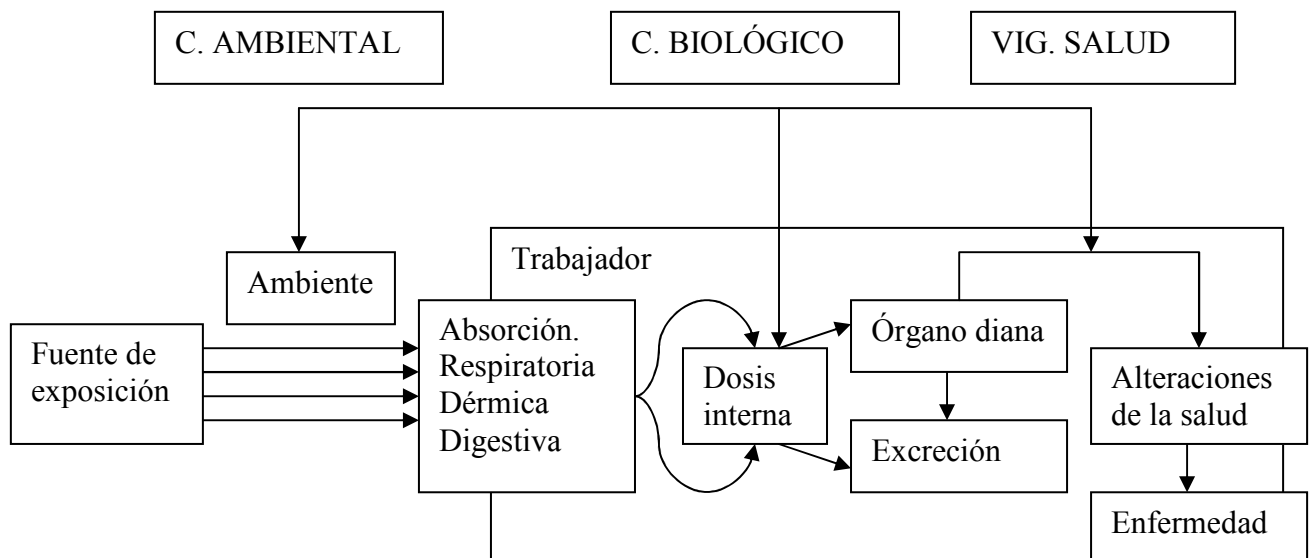 C. AMBIENTAL
C. BIOLÓGICO
VIG. SALUD
Trabajador
Ambiente
Fuente de
exposición
Absorción.
Respiratoria
Dérmica
Digestiva
Dosis
interna
Órgano diana
Excreción
Alteraciones
de la salud
Enfermedad